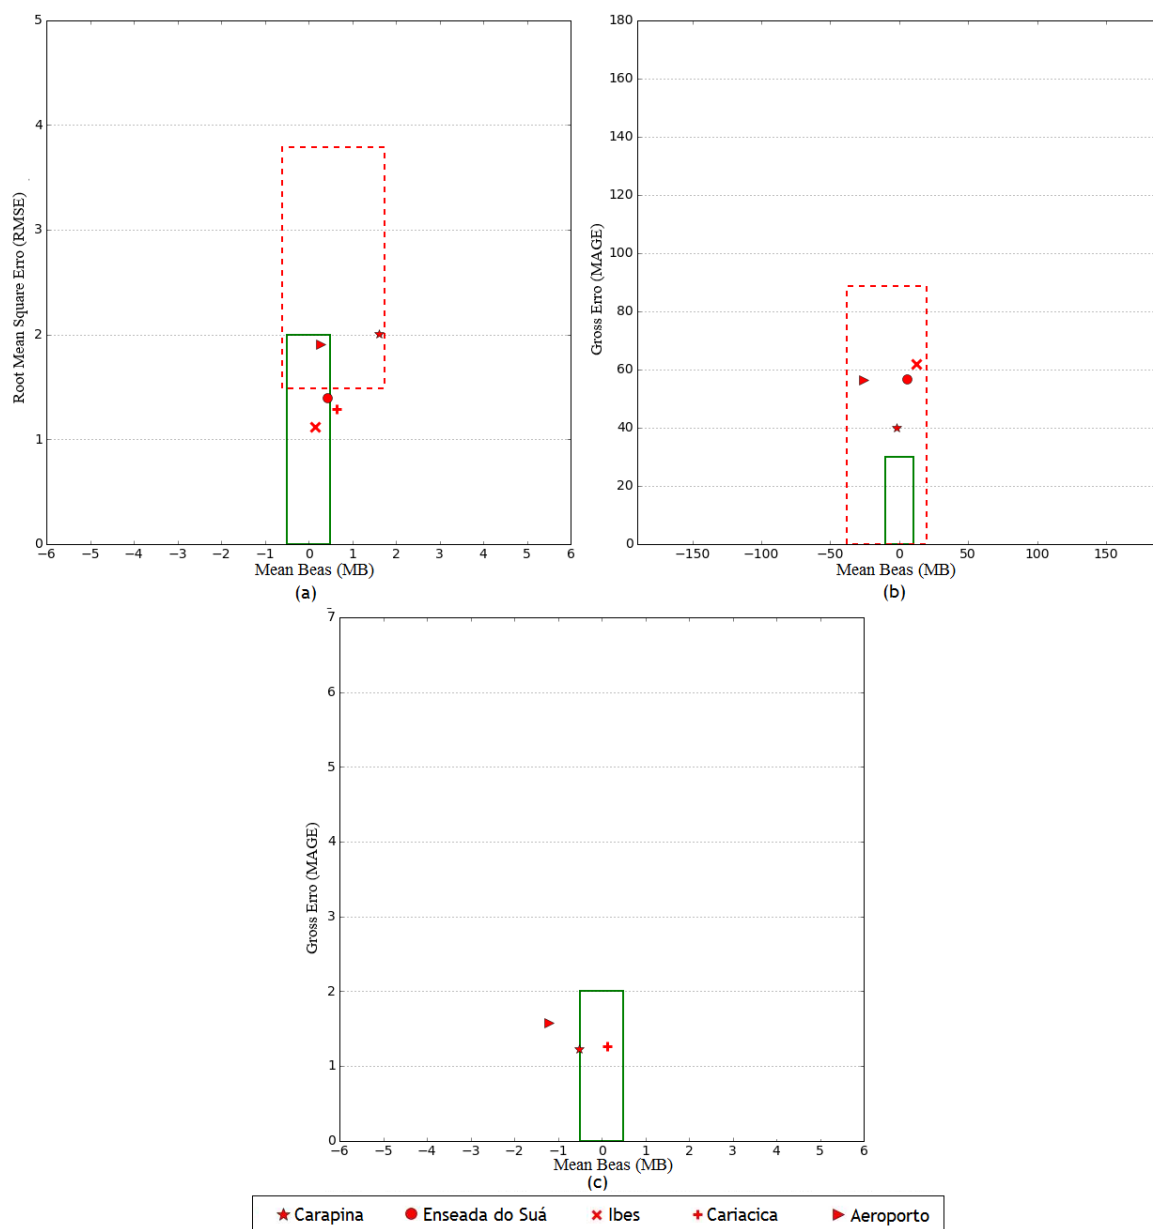 5
4
3
2
1
0
Root Mean Square Erro (RMSE)
−6 −5 −4 −3 −2 −1 0 1 2 3 4 5 6
Mean Beas (MB)
(a)
180
160
140
120
100
80
60
40
20
0
Gross Erro (MAGE)
−150 −100 −50 0 50 100 150
Mean Beas (MB)
(b)
7
6
5
4
3
2
1
0
Gross Erro (MAGE)
−6 −5 −4 −3 −2 −1 0 1 2 3 4 5 6
Mean Beas (MB)
(c)
Carapina Enseada do Suá Ibes Cariacica Aeroporto